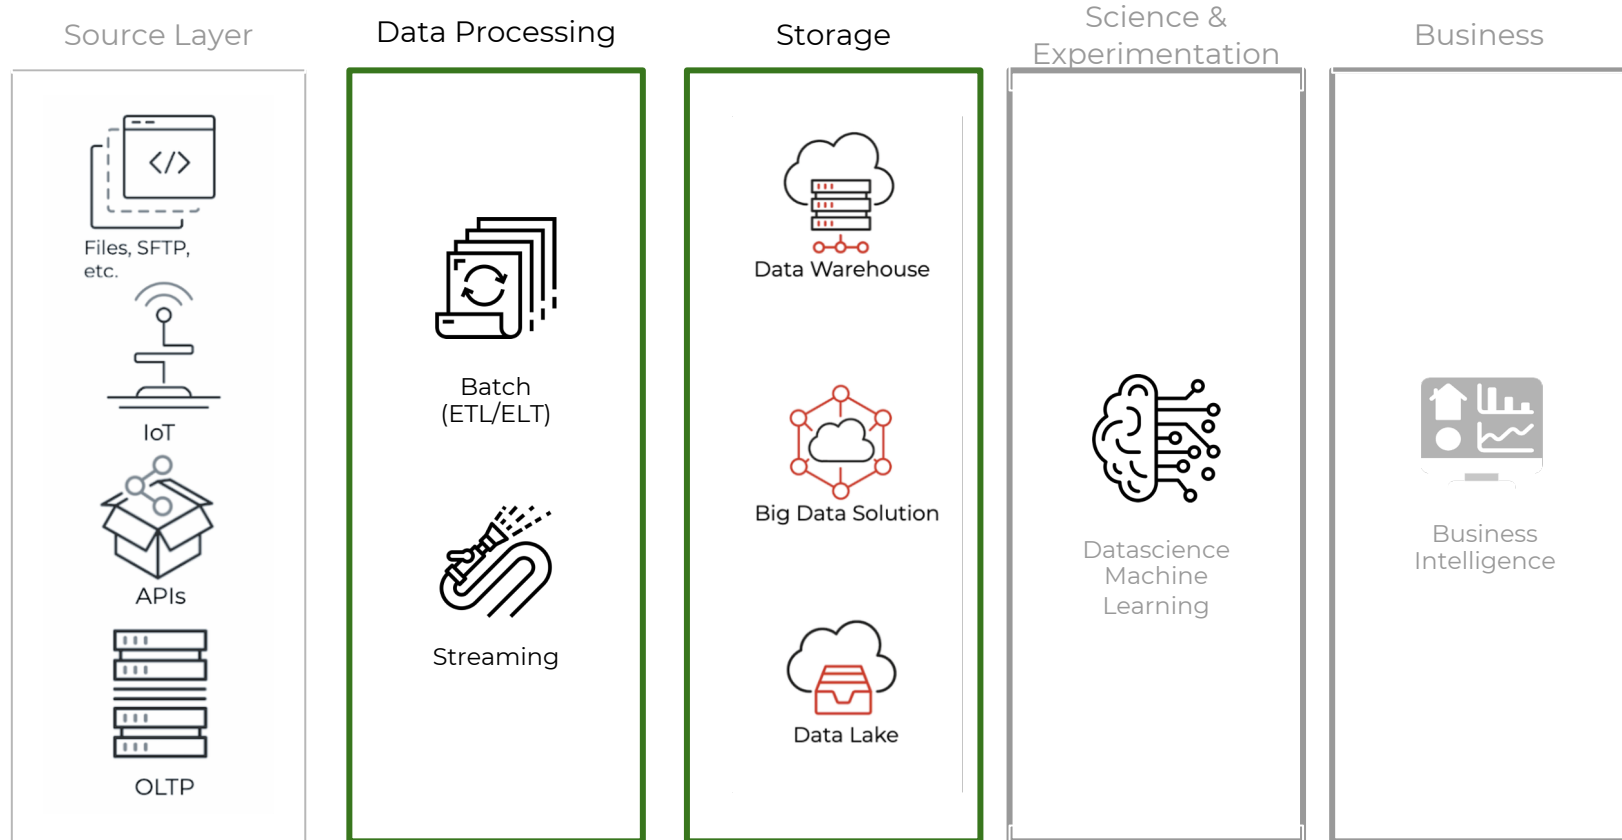 Source Layer
Data Processing
Storage
Science &
Experimentation
Business
</>
Files, SFTP,
etc.
IoT
APIs
OLTP
Batch
(ETL/ELT)
Streaming
Data Warehouse
Big Data Solution
Data Lake
Datascience
Machine
Learning
Business
Intelligence